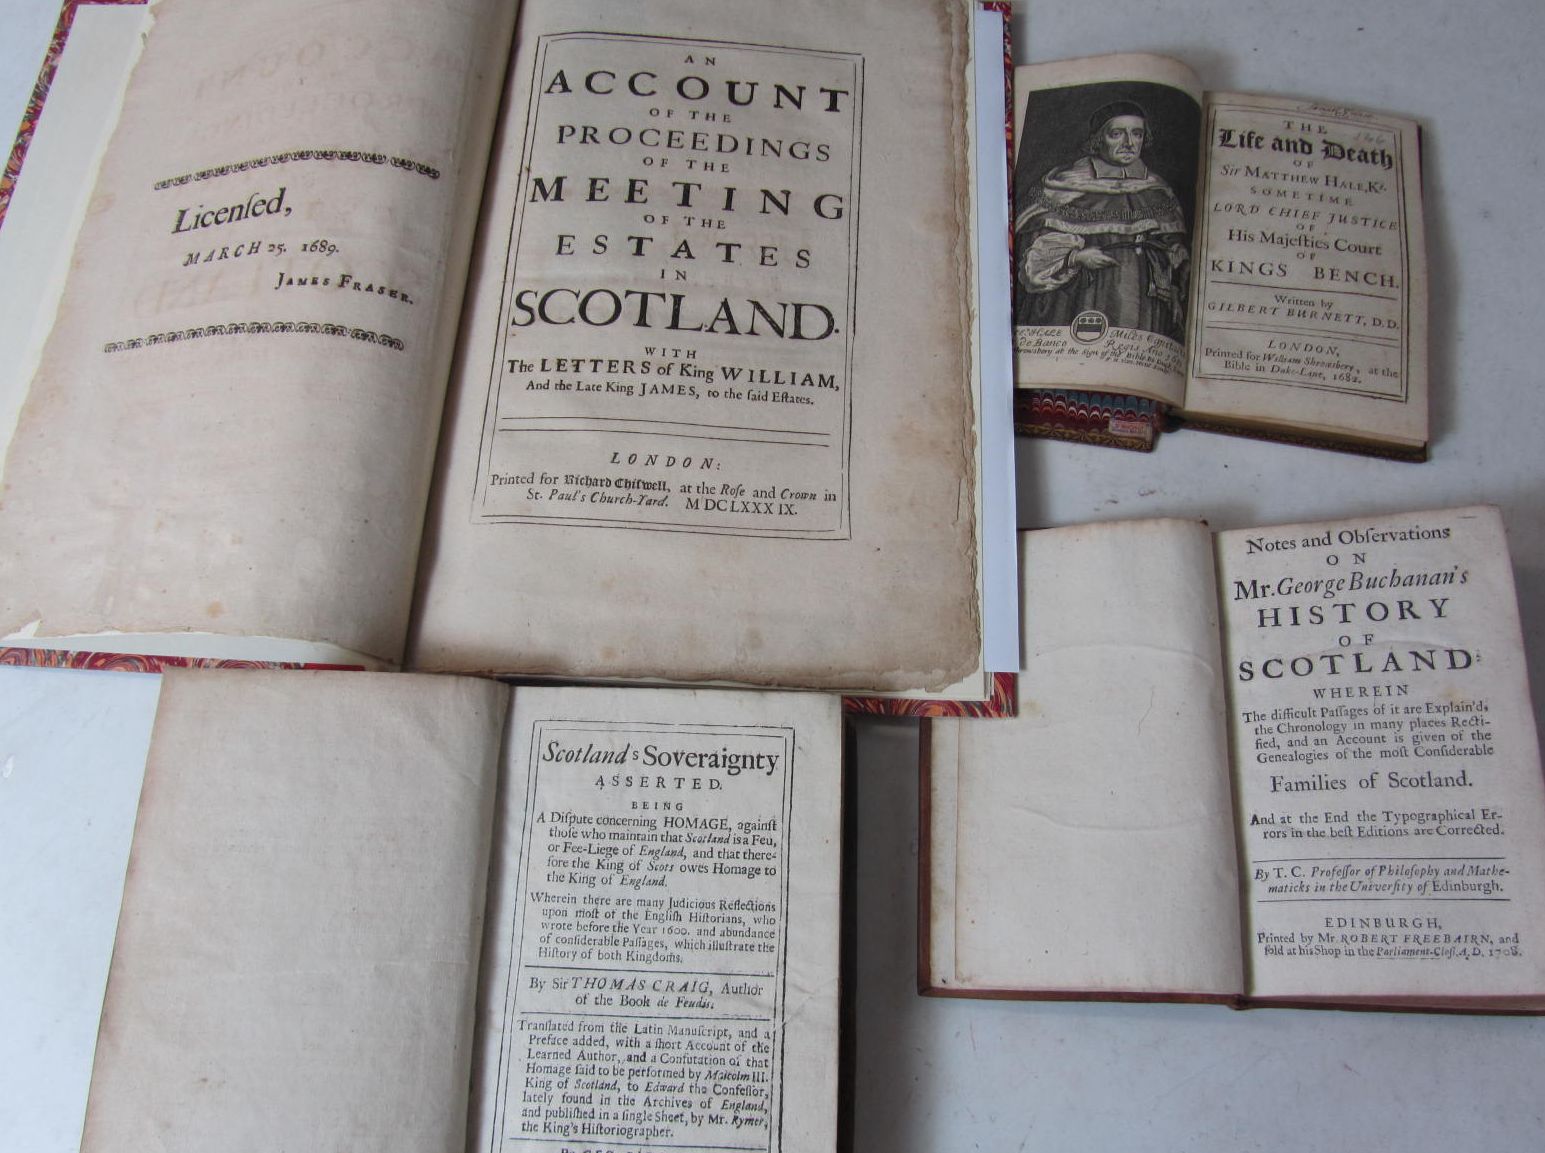 Licenſed,
MARCH 25. 1689.
JAMES FRASER.
AN
ACCOUNT
OF THE
PROCEEDINGS
OF THE
MEETING
OF THE
ESTATES
IN
SCOTLAND.
WITH
The LETTERS of King WILLIAM,
And the Late King JAMES, to the ſaid Eſtates.
LONDON:
Printed for Richard Chiſwell, at the Roſe and Crown in
St. Paul's Church-Yard. MDCLXXXIX.
THE
Life and Death
OF
Sir MATTHEW HALE, Kt.
SOMETIME
LORD CHIEF JUSTICE
OF
His Majeſties Court
OF
KINGS BENCH.
Written by
GILBERT BURNETT, D.D.
LONDON,
Printed for William Shrowsbery, at the
Bible in Duke-Lane, 1682.
Notes and Obſervations
ON
Mr. George Buchanan's
HISTORY
OF
SCOTLAND:
WHEREIN
The difficult Paſſages of it are Explain'd,
the Chronology in many places Recti-
fied, and an Account is given of the
Genealogies of the moſt Conſiderable
Families of Scotland.
And at the End the Typographical Er-
rors in the beſt Editions are Corrected.
By T. C. Profeſſor of Philoſophy and Mathe-
maticks in the Univerſity of Edinburgh.
EDINBURGH,
Printed by Mr. ROBERT FREEBAIRN, and
ſold at his Shop in the Parliament-Cloſs, A. D. 1708.
Scotland's Soveraignty
ASSERTED.
BEING
A Diſpute concerning HOMAGE, againſt
thoſe who maintain that Scotland is a Feu,
or Fee-Liege of England, and that there-
fore the King of Scots owes Homage to
the King of England.
Wherein there are many Judicious Reflections
upon moſt of the Engliſh Hiſtorians, who
wrote before the Year 1600. and abundance
of conſiderable Paſſages, which illuſtrate the
Hiſtory of both Kingdoms.
By Sir THOMAS CRAIG, Author
of the Book de Feudis.
Tranſlated from the Latin Manuſcript, and a
Preface added, with a ſhort Account of the
Learned Author, and a Confutation of that
Homage ſaid to be performed by Malcolm III.
King of Scotland, to Edward the Confeſſor,
lately found in the Archives of England,
and publiſhed in a ſingle Sheet, by Mr. Rymer,
the King's Hiſtoriographer.